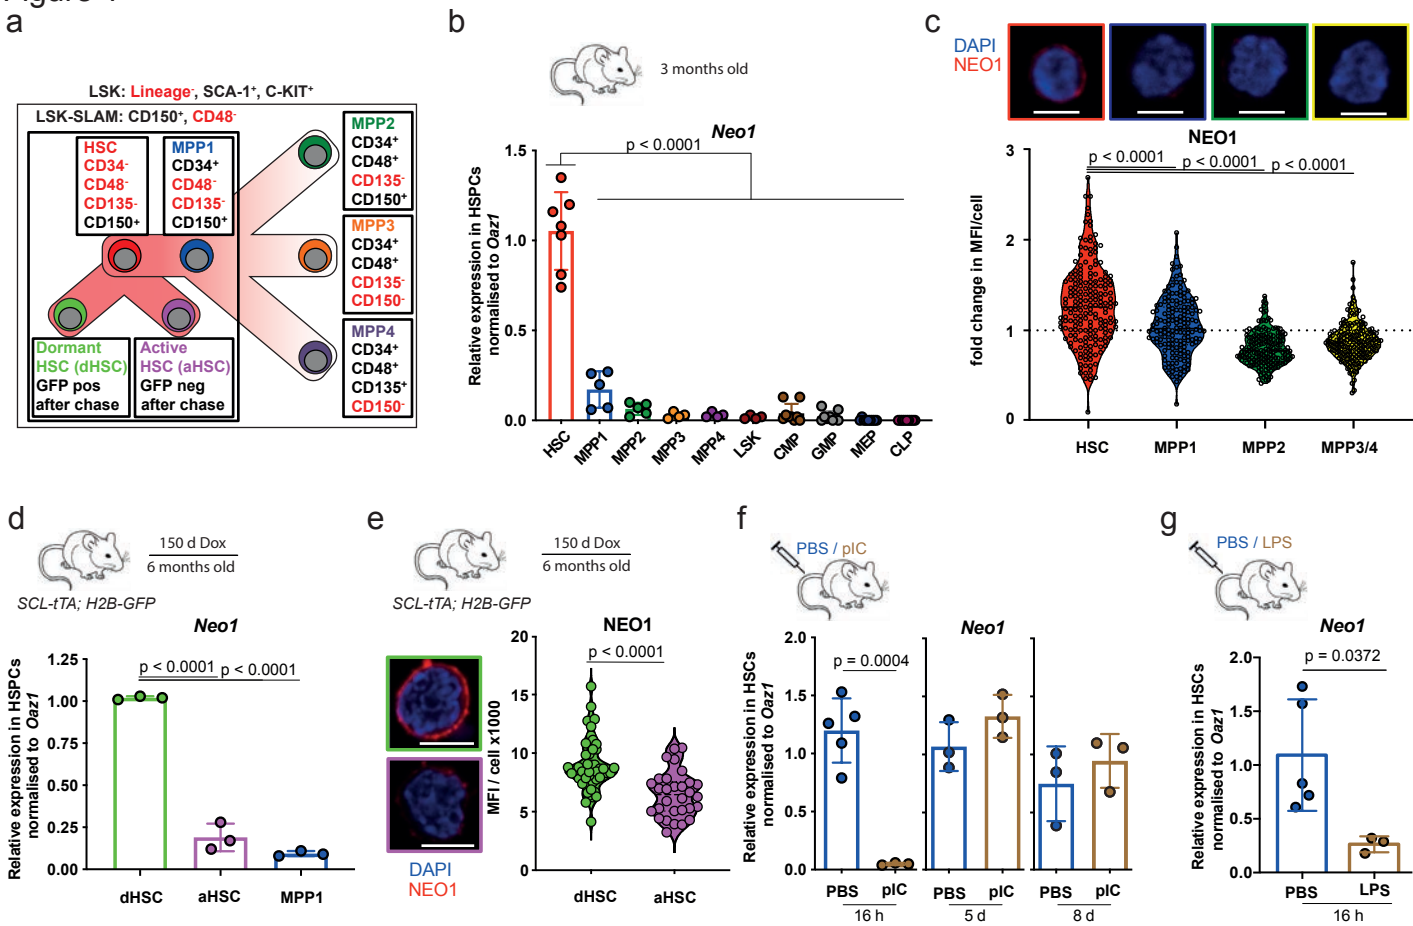 a
LSK: Lineage-, SCA-1+, C-KIT+
LSK-SLAM: CD150+, CD48-
HSC
CD34-
CD48-
CD135-
CD150+
MPP1
CD34+
CD48-
CD135-
CD150+
MPP2
CD34+
CD48+
CD135-
CD150+
MPP3
CD34+
CD48+
CD135-
CD150-
MPP4
CD34+
CD48+
CD135+
CD150-
Dormant
HSC (dHSC)
GFP pos
after chase
Active
HSC (aHSC)
GFP neg
after chase
b
3 months old
Neo1
p < 0.0001
Relative expression in HSPCs
normalised to Oaz1
1.5
1.0
0.5
0.0
HSC
MPP1
MPP2
MPP3
MPP4
LSK
CMP
GMP
MEP
CLP
c
DAPI
NEO1
NEO1
p < 0.0001
p < 0.0001
p < 0.0001
fold change in MFI/cell
3
2
1
0
HSC
MPP1
MPP2
MPP3/4
d
150 d Dox
6 months old
SCL-tTA; H2B-GFP
Neo1
p < 0.0001
p < 0.0001
Relative expression in HSPCs
normalised to Oaz1
1.25
1.00
0.75
0.50
0.25
0.00
dHSC
aHSC
MPP1
e
150 d Dox
6 months old
SCL-tTA; H2B-GFP
NEO1
p < 0.0001
MFI / cell x1000
20
15
10
5
0
dHSC
aHSC
DAPI
NEO1
f
PBS / pIC
Neo1
p = 0.0004
Relative expression in HSCs
normalised to Oaz1
2.0
1.5
1.0
0.5
0.0
PBS
pIC
PBS
pIC
PBS
pIC
16 h
5 d
8 d
g
PBS / LPS
Neo1
p = 0.0372
Relative expression in HSCs
normalised to Oaz1
2.0
1.5
1.0
0.5
0.0
PBS
LPS
16 h